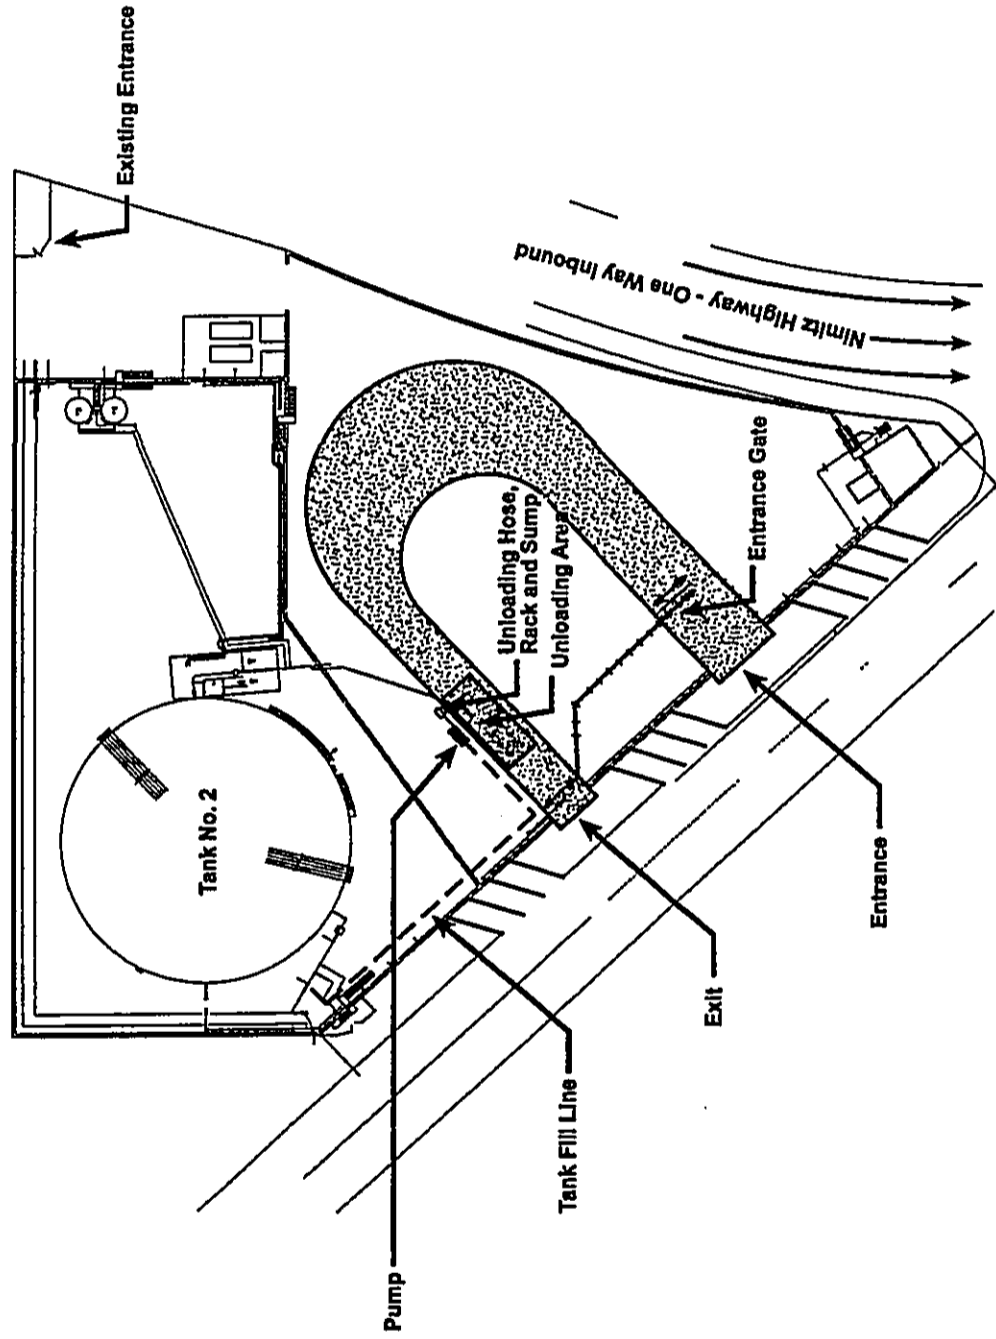 Existing Entrance
Nimitz Highway - One Way Inbound
Unloading Hose,
Rack and Sump
Unloading Area
Entrance Gate
Tank No. 2
Pump
Tank Fill Line
Exit
Entrance